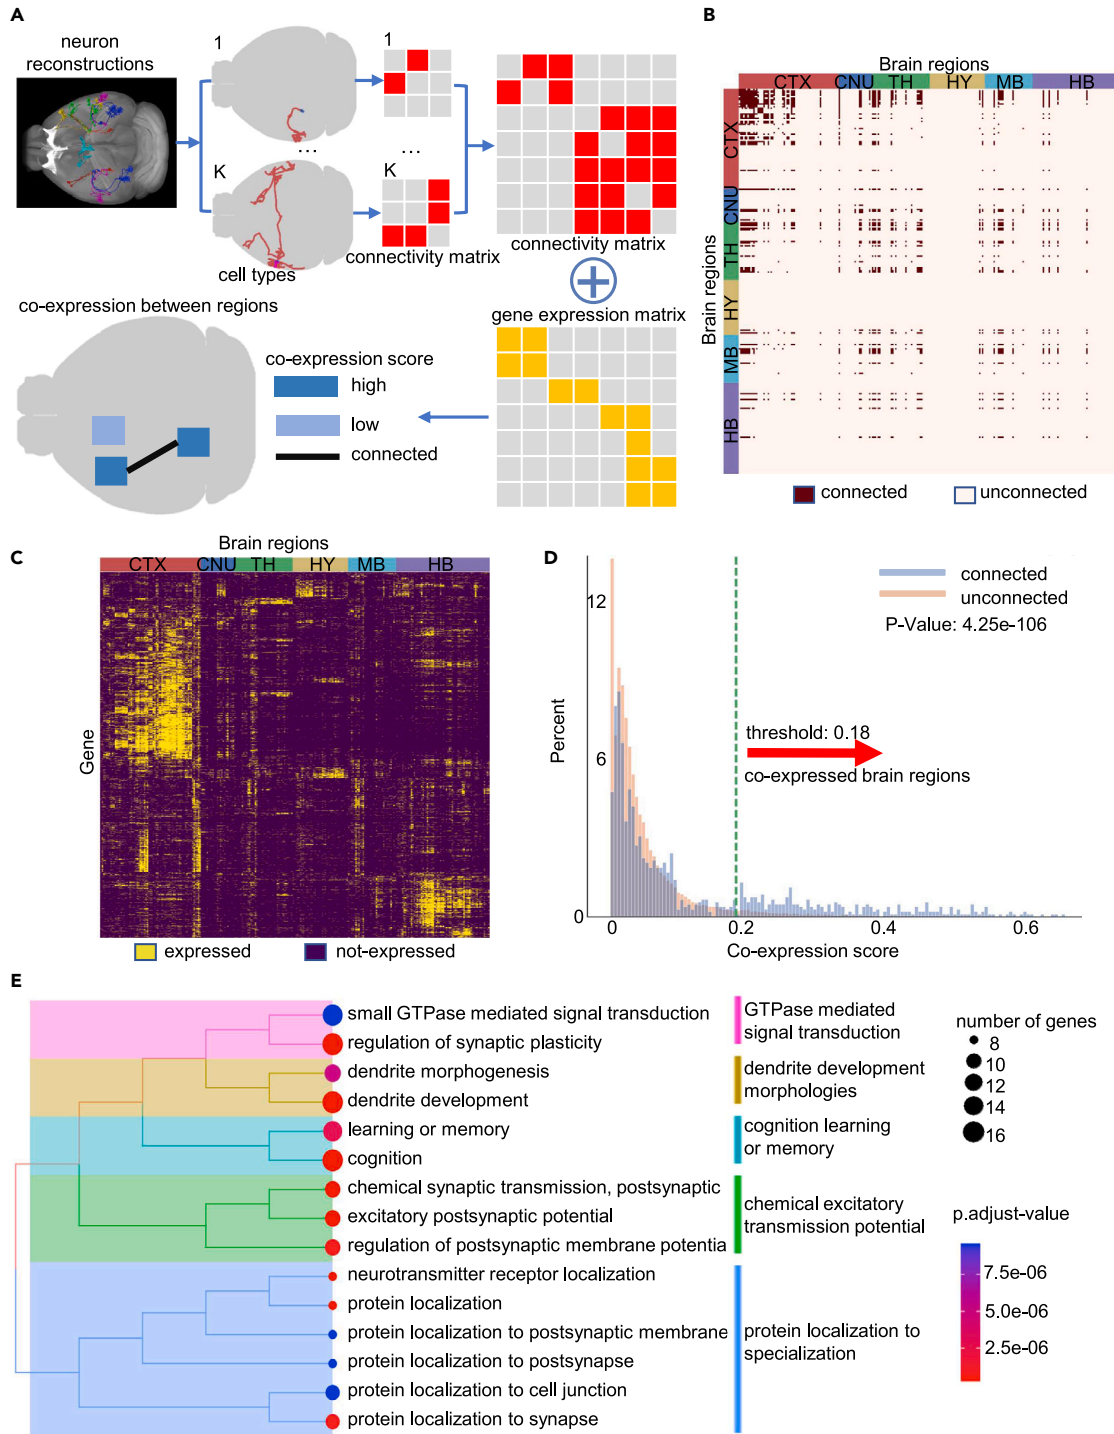 A
neuron
reconstructions
1
1
...
...
K
K
cell types
connectivity matrix
connectivity matrix
co-expression between regions
gene expression matrix
co-expression score
high
low
connected
B
Brain regions
CTX
CNU
TH
HY
MB
HB
Brain regions
CTX
CNU
TH
HY
MB
HB
connected
unconnected
C
Brain regions
CTX
CNU
TH
HY
MB
HB
Gene
expressed
not-expressed
D
connected
unconnected
P-Value: 4.25e-106
threshold: 0.18
co-expressed brain regions
Percent
12
6
0
0
0.2
0.4
0.6
Co-expression score
E
small GTPase mediated signal transduction
regulation of synaptic plasticity
dendrite morphogenesis
dendrite development
learning or memory
cognition
chemical synaptic transmission, postsynaptic
excitatory postsynaptic potential
regulation of postsynaptic membrane potentia
neurotransmitter receptor localization
protein localization
protein localization to postsynaptic membrane
protein localization to postsynapse
protein localization to cell junction
protein localization to synapse
GTPase mediated
signal transduction
dendrite development
morphologies
cognition learning
or memory
chemical excitatory
transmission potential
protein localization to
specialization
number of genes
8
10
12
14
16
p.adjust-value
7.5e-06
5.0e-06
2.5e-06